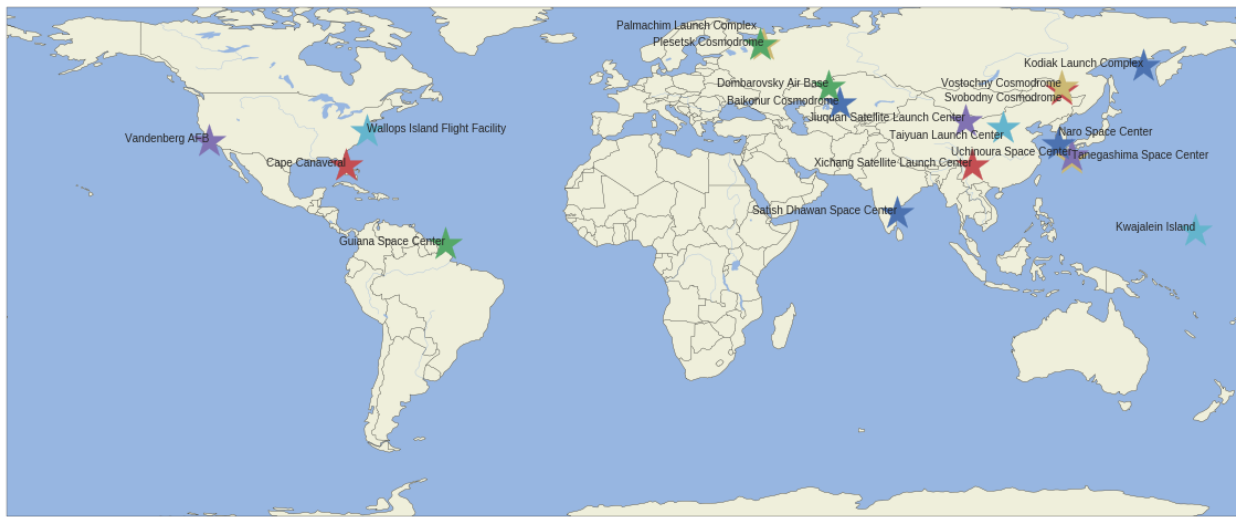 Palmachim Launch Complex
Plesetsk Cosmodrome
Kodiak Launch Complex
Dombarovsky Air Base
Vostochny Cosmodrome
Baikonur Cosmodrome
Svobodny Cosmodrome
Jiuquan Satellite Launch Center
Wallops Island Flight Facility
Taiyuan Launch Center
Naro Space Center
Vandenberg AFB
Uchinoura Space Center
Tanegashima Space Center
Cape Canaveral
Xichang Satellite Launch Center
Satish Dhawan Space Center
Kwajalein Island
Guiana Space Center